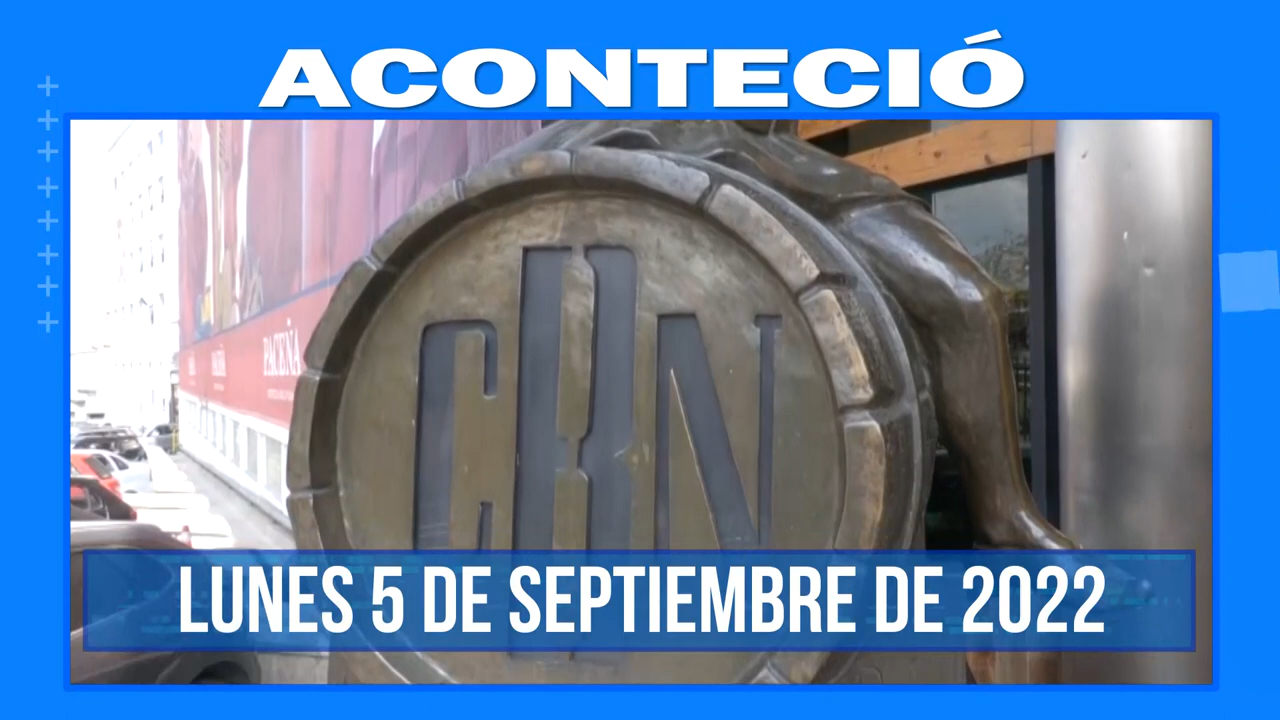 ACONTECIÓ
PACEÑA
CBN
LUNES 5 DE SEPTIEMBRE DE 2022